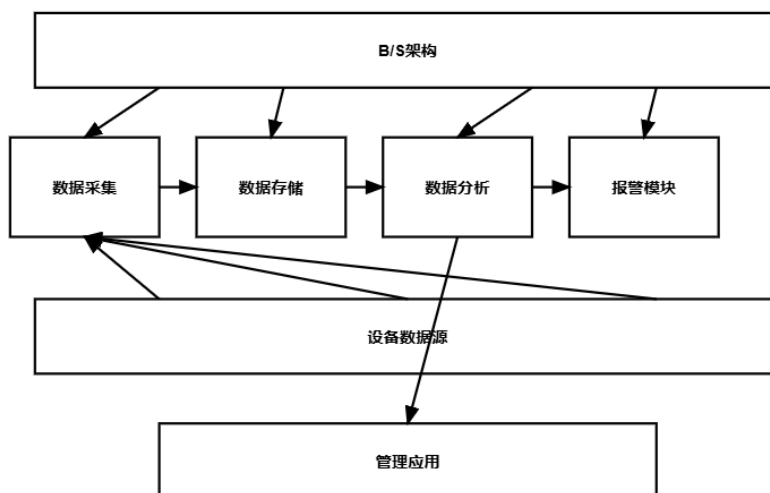 B/S架构
数据采集
数据存储
数据分析
报警模块
设备数据源
管理应用